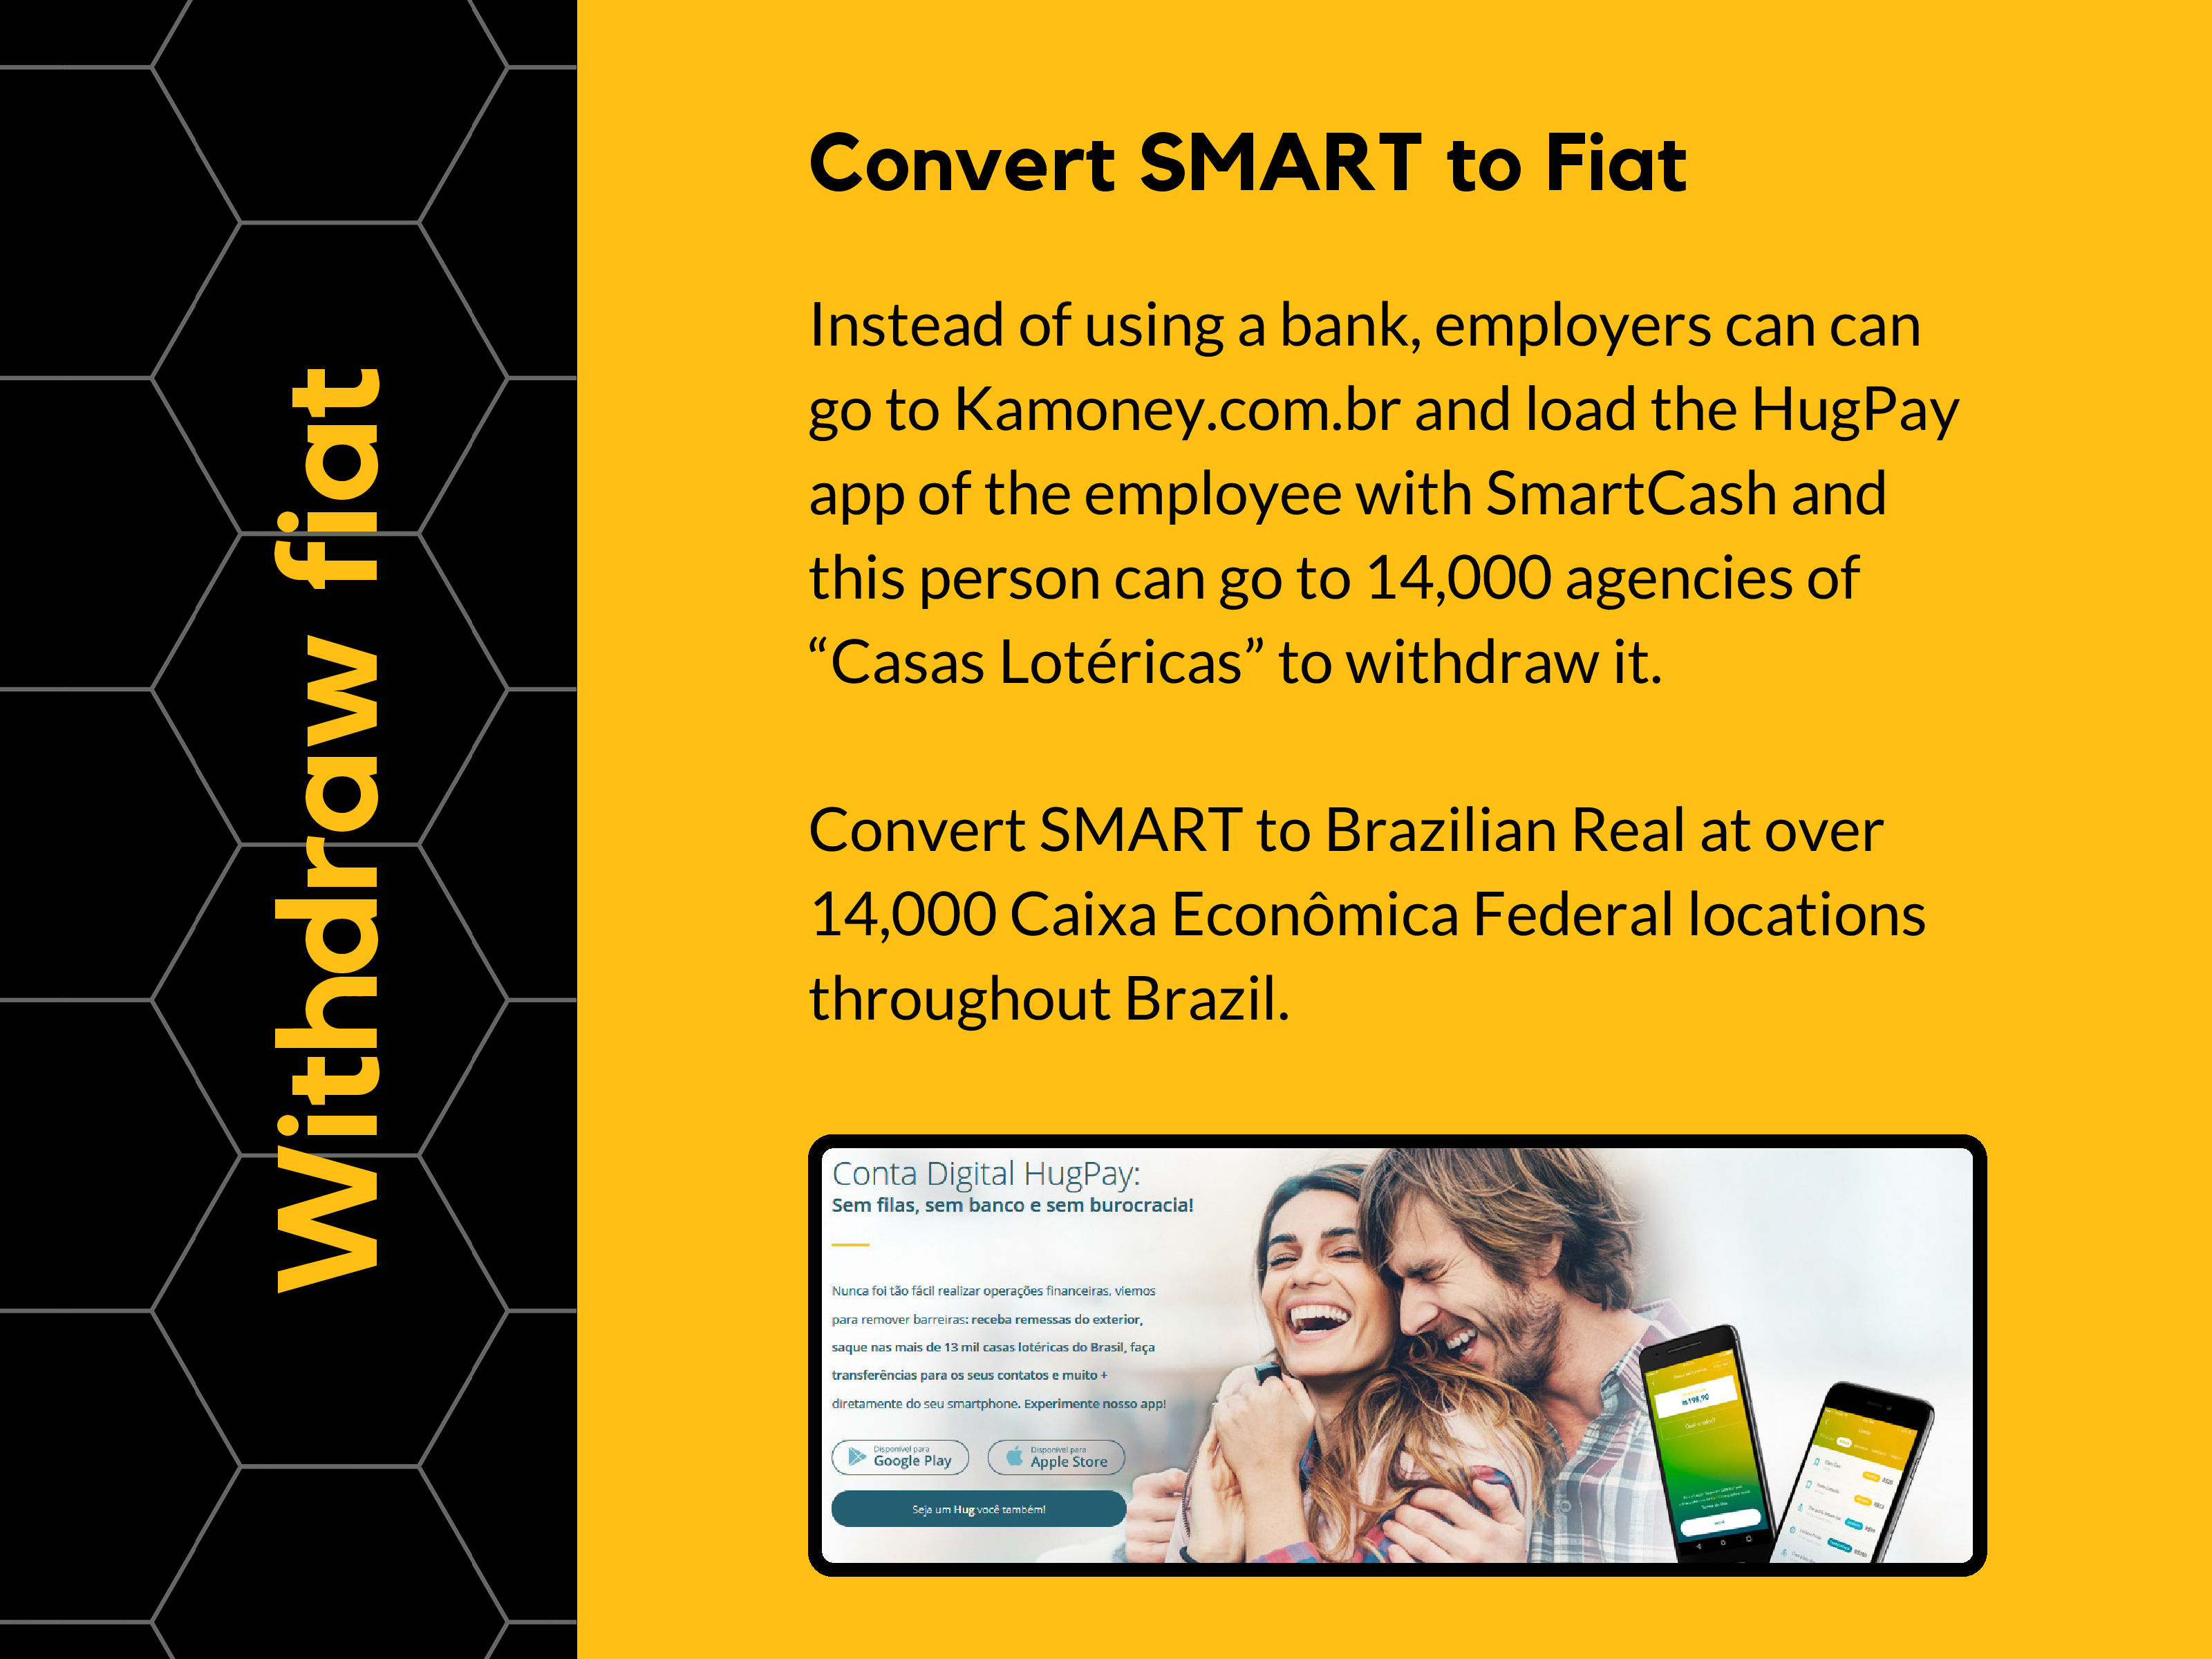 Withdraw fiat
Convert SMART to Fiat
Instead of using a bank, employers can can
go to Kamoney.com.br and load the HugPay
app of the employee with SmartCash and
this person can go to 14,000 agencies of
“Casas Lotéricas” to withdraw it.
Convert SMART to Brazilian Real at over
14,000 Caixa Econômica Federal locations
throughout Brazil.
Conta Digital HugPay:
Sem filas, sem banco e sem burocracia!
Nunca foi tão fácil realizar operações financeiras, viemos
para remover barreiras: receba remessas do exterior,
saque nas mais de 13 mil casas lotéricas do Brasil, faça
transferências para os seus contatos e muito +
diretamente do seu smartphone. Experimente nosso app!
Disponível para
Google Play
Disponível para
Apple Store
Seja um Hug você também!
R$198,90